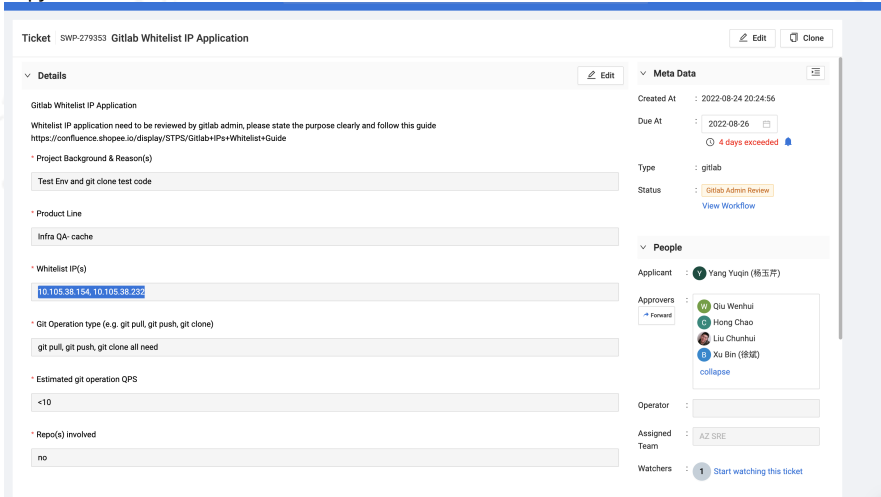 Ticket SWP-279353 Gitlab Whitelist IP Application
Edit
Clone
Details
Edit
Gitlab Whitelist IP Application
Whitelist IP application need to be reviewed by gitlab admin, please state the purpose clearly and follow this guide
https://confluence.shopee.io/display/STPS/Gitlab+IPs+Whitelist+Guide
* Project Background & Reason(s)
Test Env and git clone test code
* Product Line
Infra QA- cache
* Whitelist IP(s)
10.105.38.154, 10.105.38.232
* Git Operation type (e.g. git pull, git push, git clone)
git pull, git push, git clone all need
* Estimated git operation QPS
<10
* Repo(s) involved
no
Meta Data
Created At : 2022-08-24 20:24:56
Due At : 2022-08-26
4 days exceeded
Type : gitlab
Status : Gitlab Admin Review
View Workflow
People
Applicant : Y Yang Yuqin (杨玉芹)
Approvers :
Forward
W Qiu Wenhui
C Hong Chao
Liu Chunhui
B Xu Bin (徐斌)
collapse
Operator :
Assigned Team : AZ SRE
Watchers : 1 Start watching this ticket